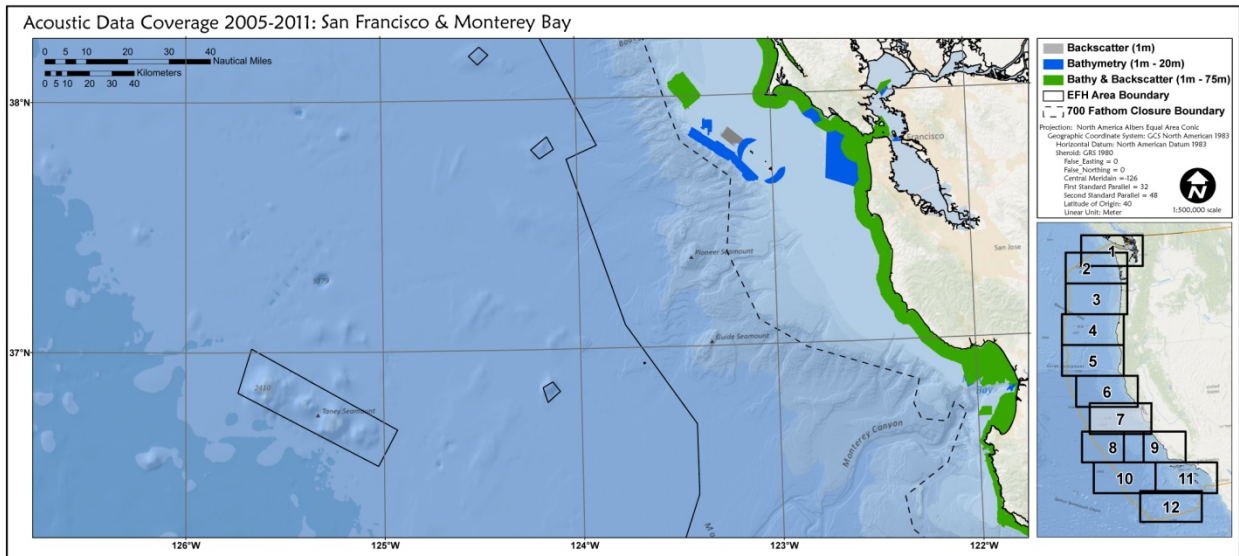 Acoustic Data Coverage 2005-2011: San Francisco & Monterey Bay
0 5 10 20 30 40
Nautical Miles
Kilometers
0 5 10 20 30 40
38°N
37°N
126°W
125°W
124°W
123°W
122°W
Francisco
San Jose
Pioneer Seamount
Guide Seamount
Taney Seamount
2410
Bay
Monterey Canyon
Backscatter (1m)
Bathymetry (1m - 20m)
Bathy & Backscatter (1m - 75m)
EFH Area Boundary
700 Fathom Closure Boundary
Projection: North America Albers Equal Area Conic
Geographic Coordinate System: GCS North American 1983
Horizontal Datum: North American Datum 1983
Sheroid: GRS 1980
False_Easting = 0
False_Northing = 0
Central Meridain =-126
First Standard Parallel = 32
Second Standard Parallel = 48
Latitude of Origin: 40
Linear Unit: Meter
N
1:500,000 scale
1
2
3
4
5
6
7
8
9
10
11
12